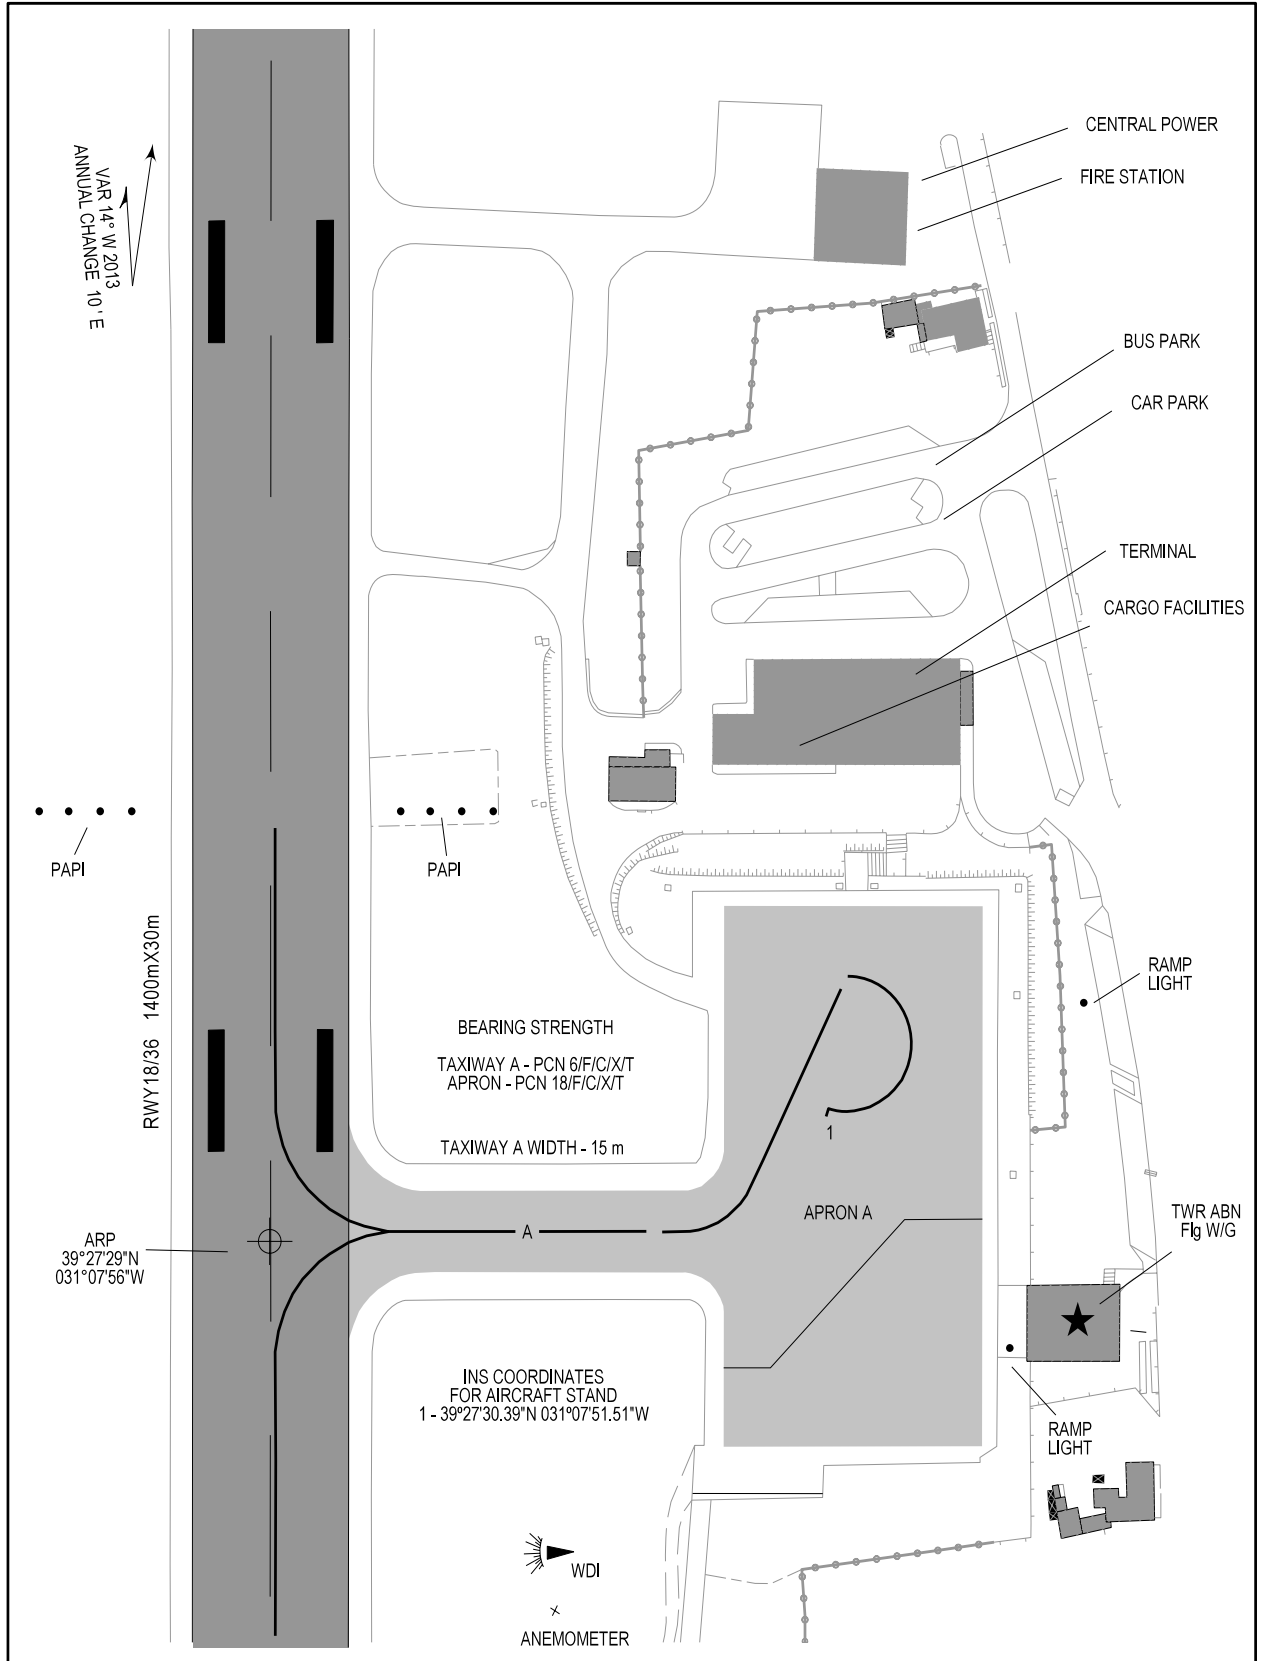 CENTRAL POWER
FIRE STATION
VAR 14° W 2013
ANNUAL CHANGE 10' E
BUS PARK
CAR PARK
TERMINAL
CARGO FACILITIES
PAPI
PAPI
RWY18/36 1400mX30m
RAMP
LIGHT
BEARING STRENGTH
TAXIWAY A - PCN 6/F/C/X/T
APRON - PCN 18/F/C/X/T
TAXIWAY A WIDTH - 15 m
1
APRON A
A
TWR ABN
Flg W/G
ARP
39°27'29"N
031°07'56"W
INS COORDINATES
FOR AIRCRAFT STAND
1 - 39º27'30.39"N 031º07'51.51"W
RAMP
LIGHT
WDI
ANEMOMETER